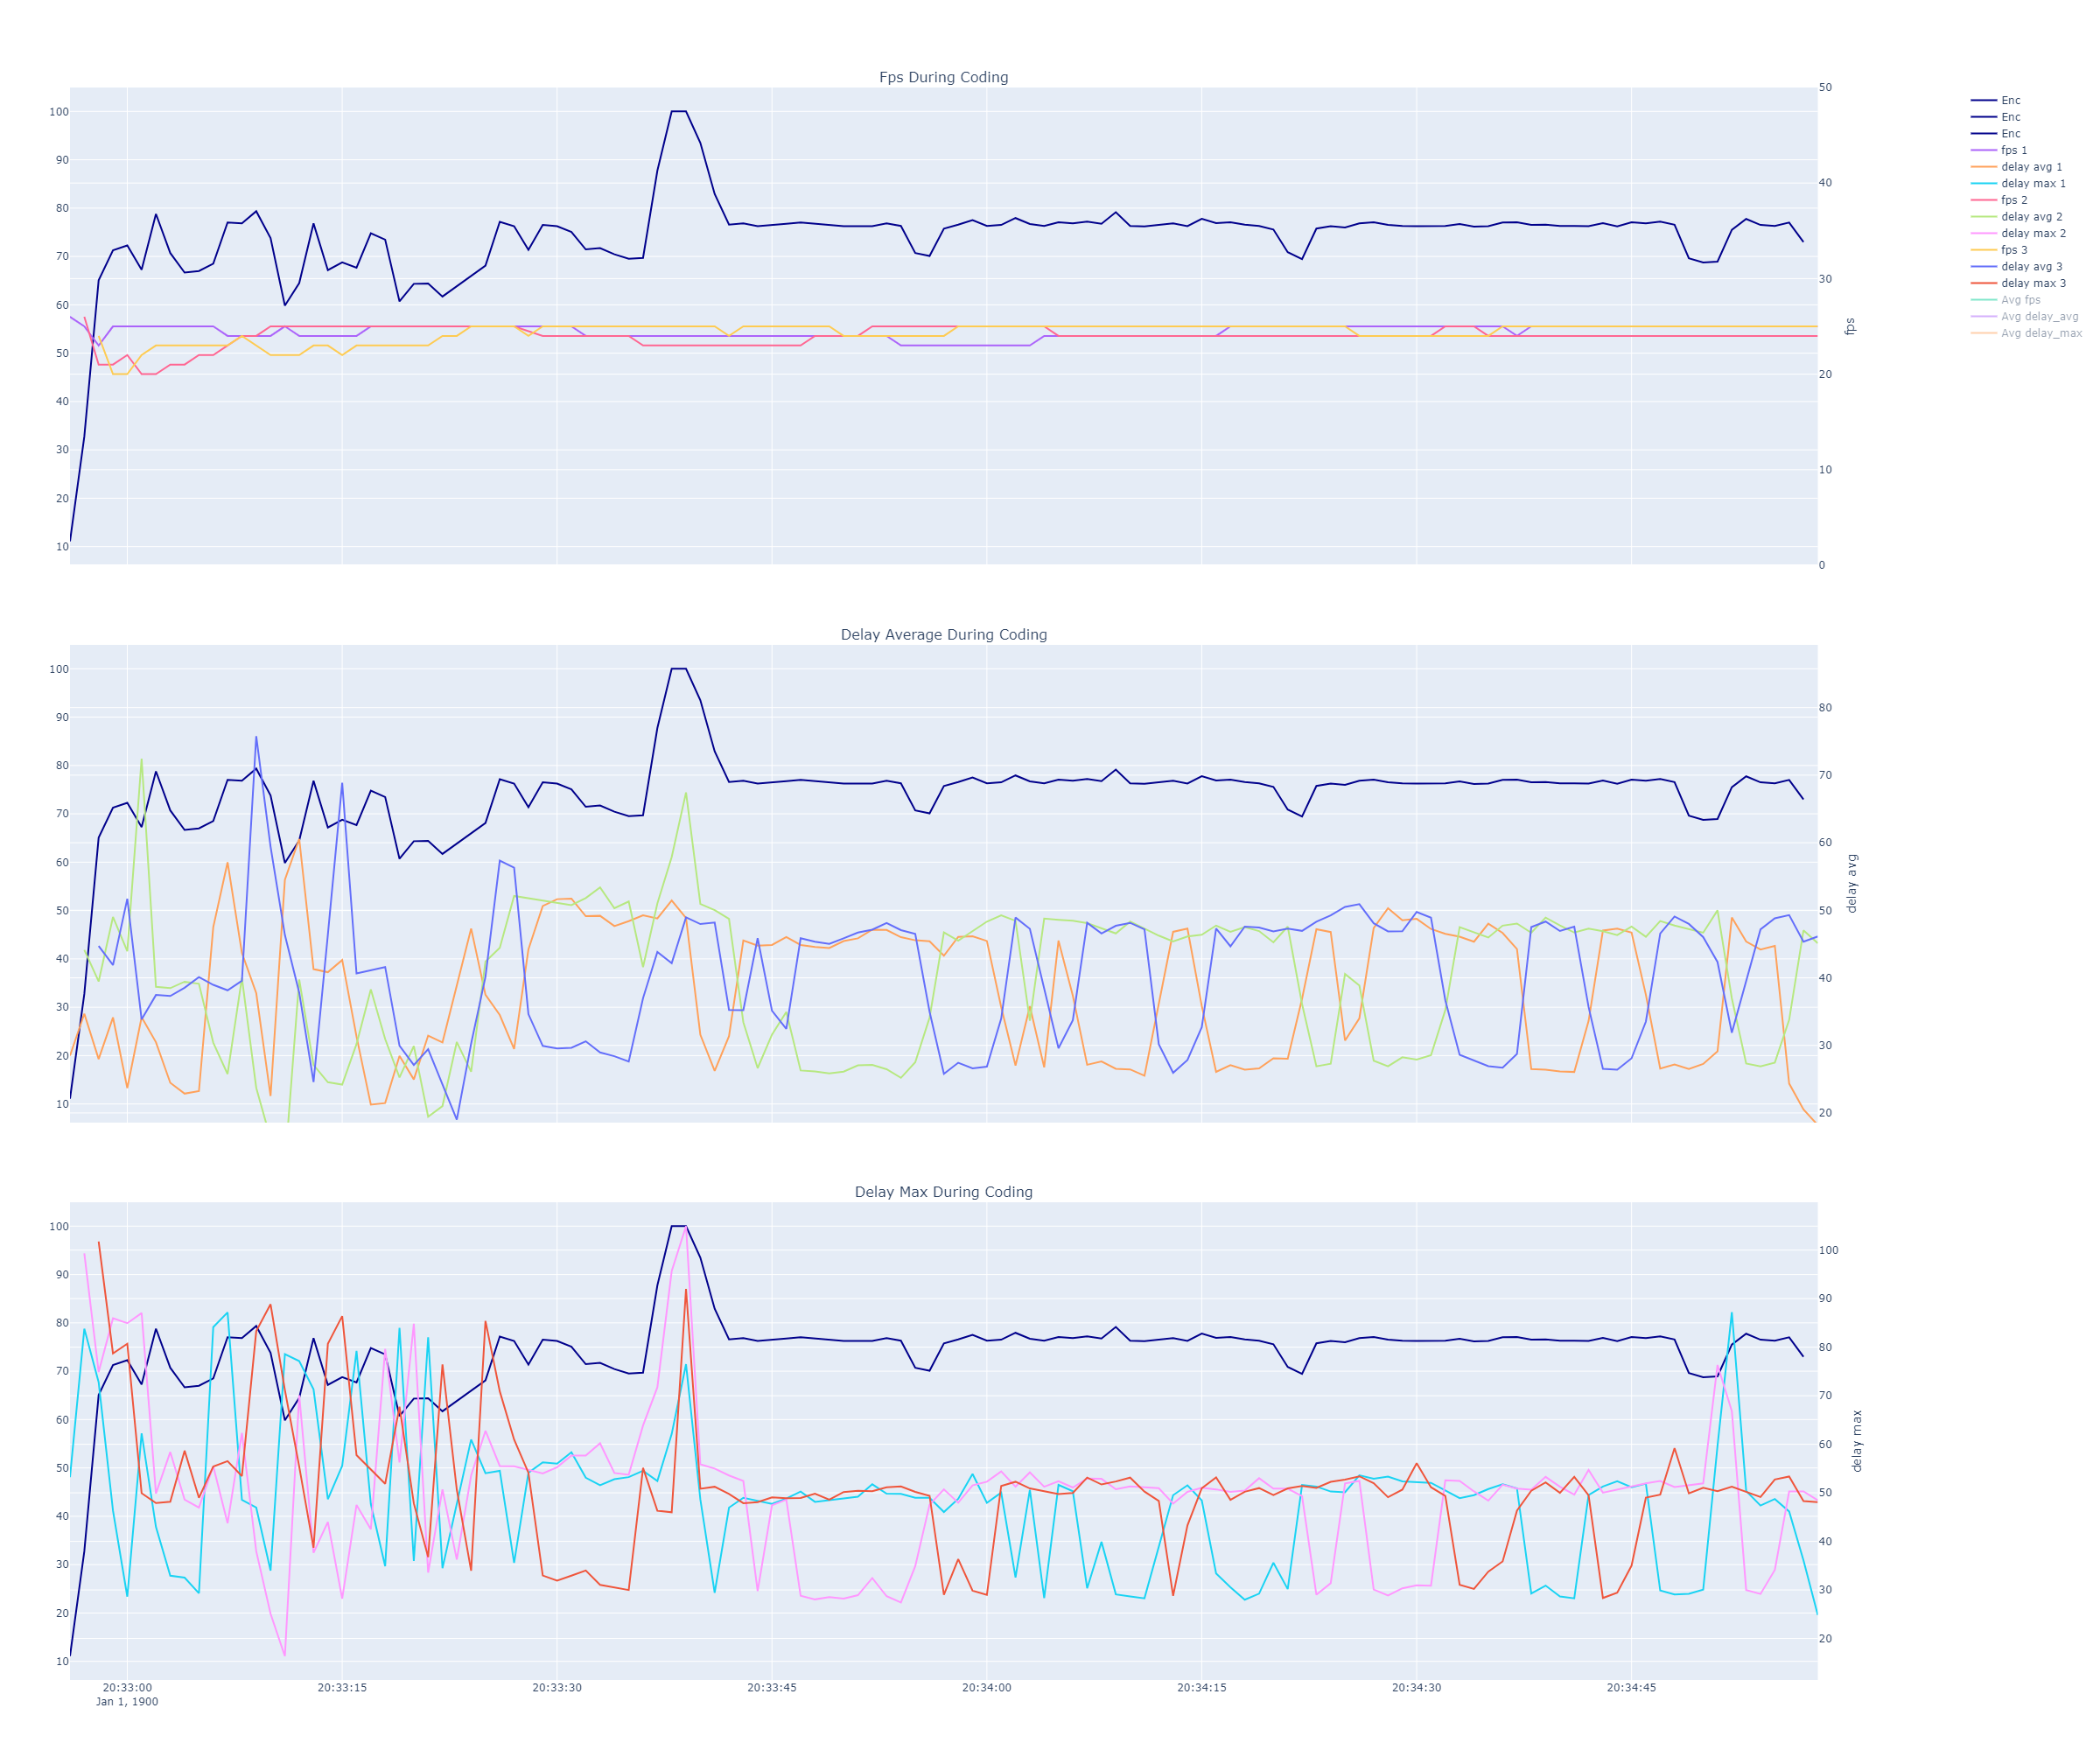 Fps During Coding
100
90
80
70
60
50
40
30
20
10
50
40
30
20
10
0
fps
Enc
Enc
Enc
fps 1
delay avg 1
delay max 1
fps 2
delay avg 2
delay max 2
fps 3
delay avg 3
delay max 3
Avg fps
Avg delay_avg
Avg delay_max
Delay Average During Coding
100
90
80
70
60
50
40
30
20
10
80
70
60
50
40
30
20
delay avg
Delay Max During Coding
100
90
80
70
60
50
40
30
20
10
100
90
80
70
60
50
40
30
20
delay max
20:33:00 20:33:15 20:33:30 20:33:45 20:34:00 20:34:15 20:34:30 20:34:45
Jan 1, 1900